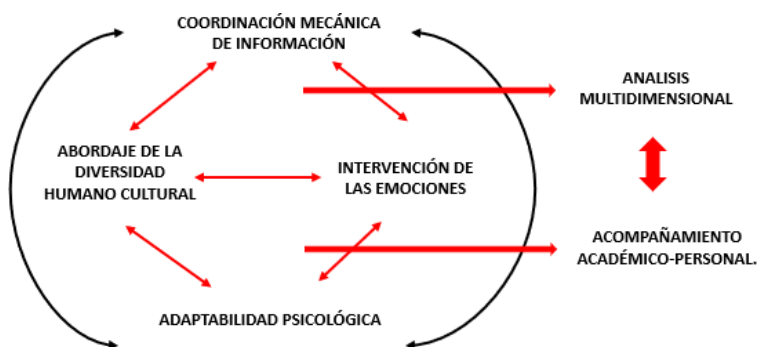 COORDINACIÓN MECÁNICA
DE INFORMACIÓN
ANALISIS
MULTIDIMENSIONAL
ABORDAJE DE LA
DIVERSIDAD
HUMANO CULTURAL
INTERVENCIÓN DE
LAS EMOCIONES
ACOMPAÑAMIENTO
ACADÉMICO-PERSONAL.
ADAPTABILIDAD PSICOLÓGICA